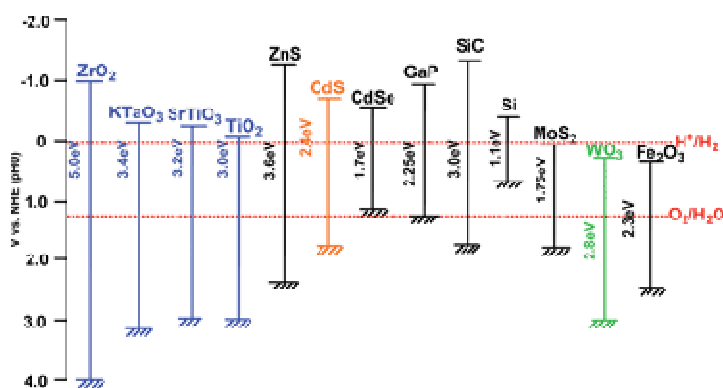 -2.0
-1.0
0
1.0
2.0
3.0
4.0
V vs. NHE (pH0)
ZrO₂
5.0eV
KTaO₃
3.4eV
SrTiO₃
3.2eV
TiO₂
3.0eV
ZnS
3.6eV
CdS
2.4eV
CdSe
1.7eV
GaP
2.25eV
SiC
3.0eV
Si
1.1eV
MoS₂
1.75eV
WO₃
2.8eV
Fe₂O₃
2.3eV
H⁺/H₂
O₂/H₂O